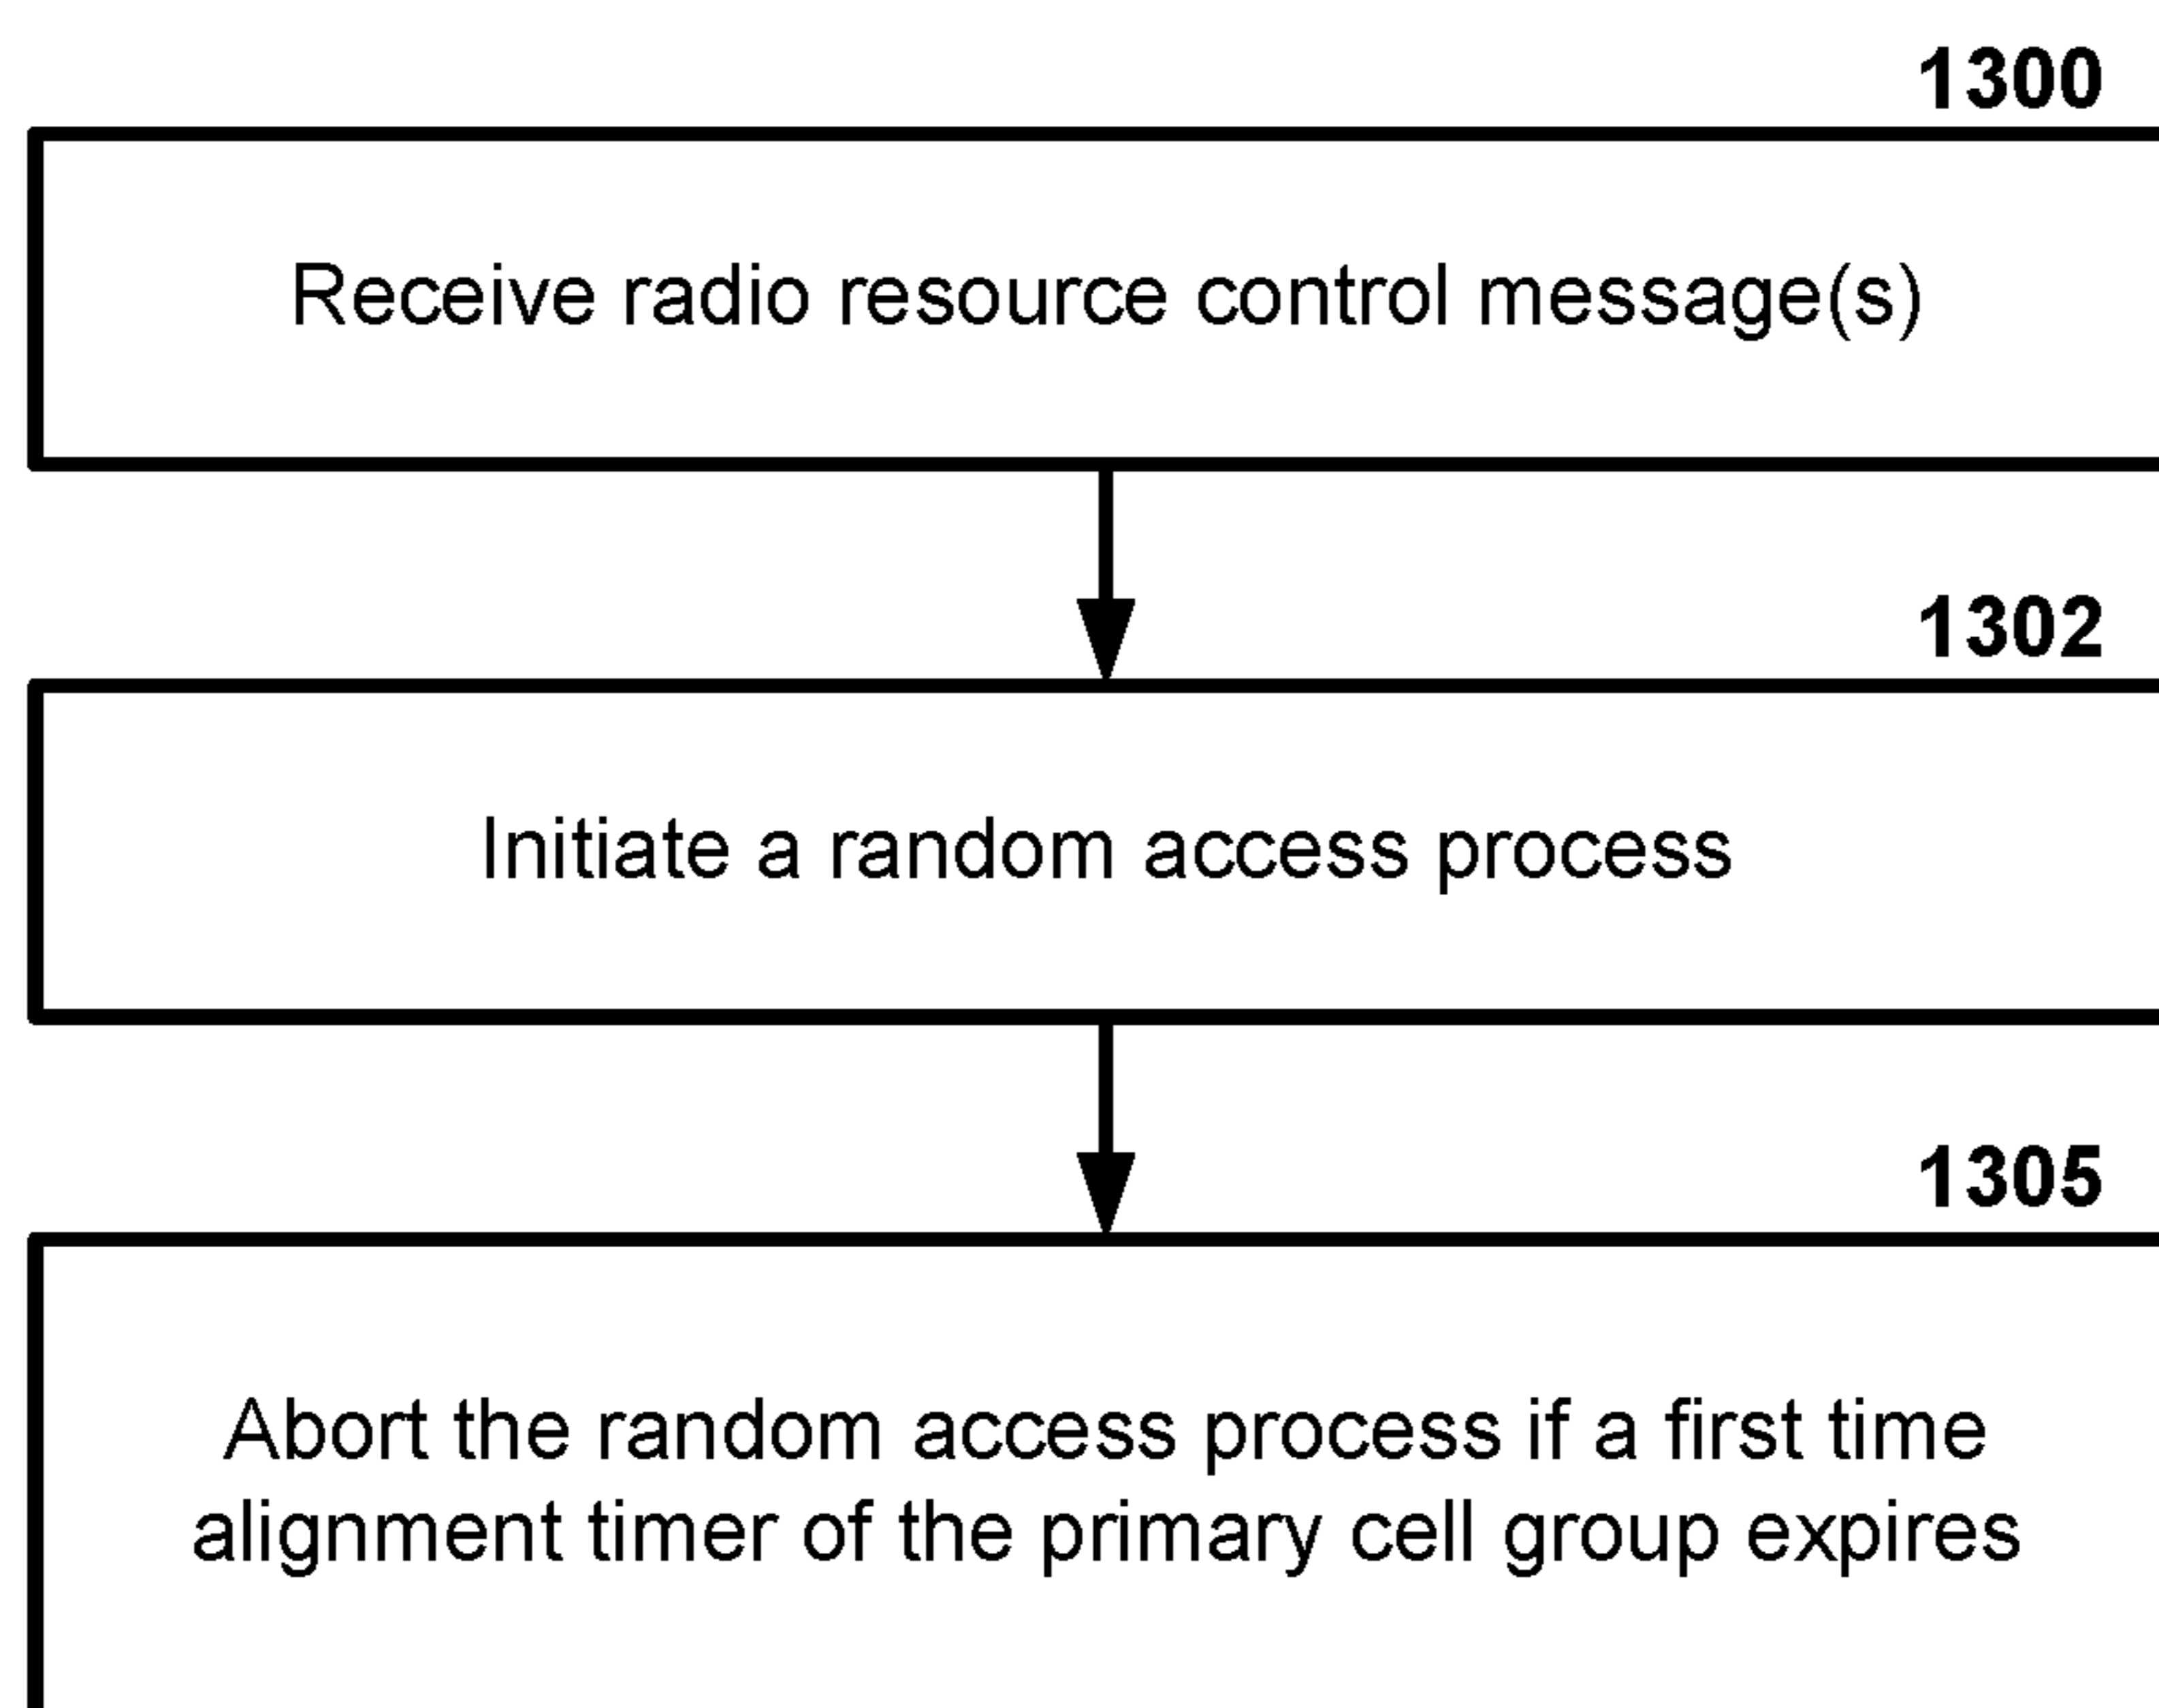 1300
Receive radio resource control message(s)
1302
Initiate a random access process
1305
Abort the random access process if a first time
alignment timer of the primary cell group expires